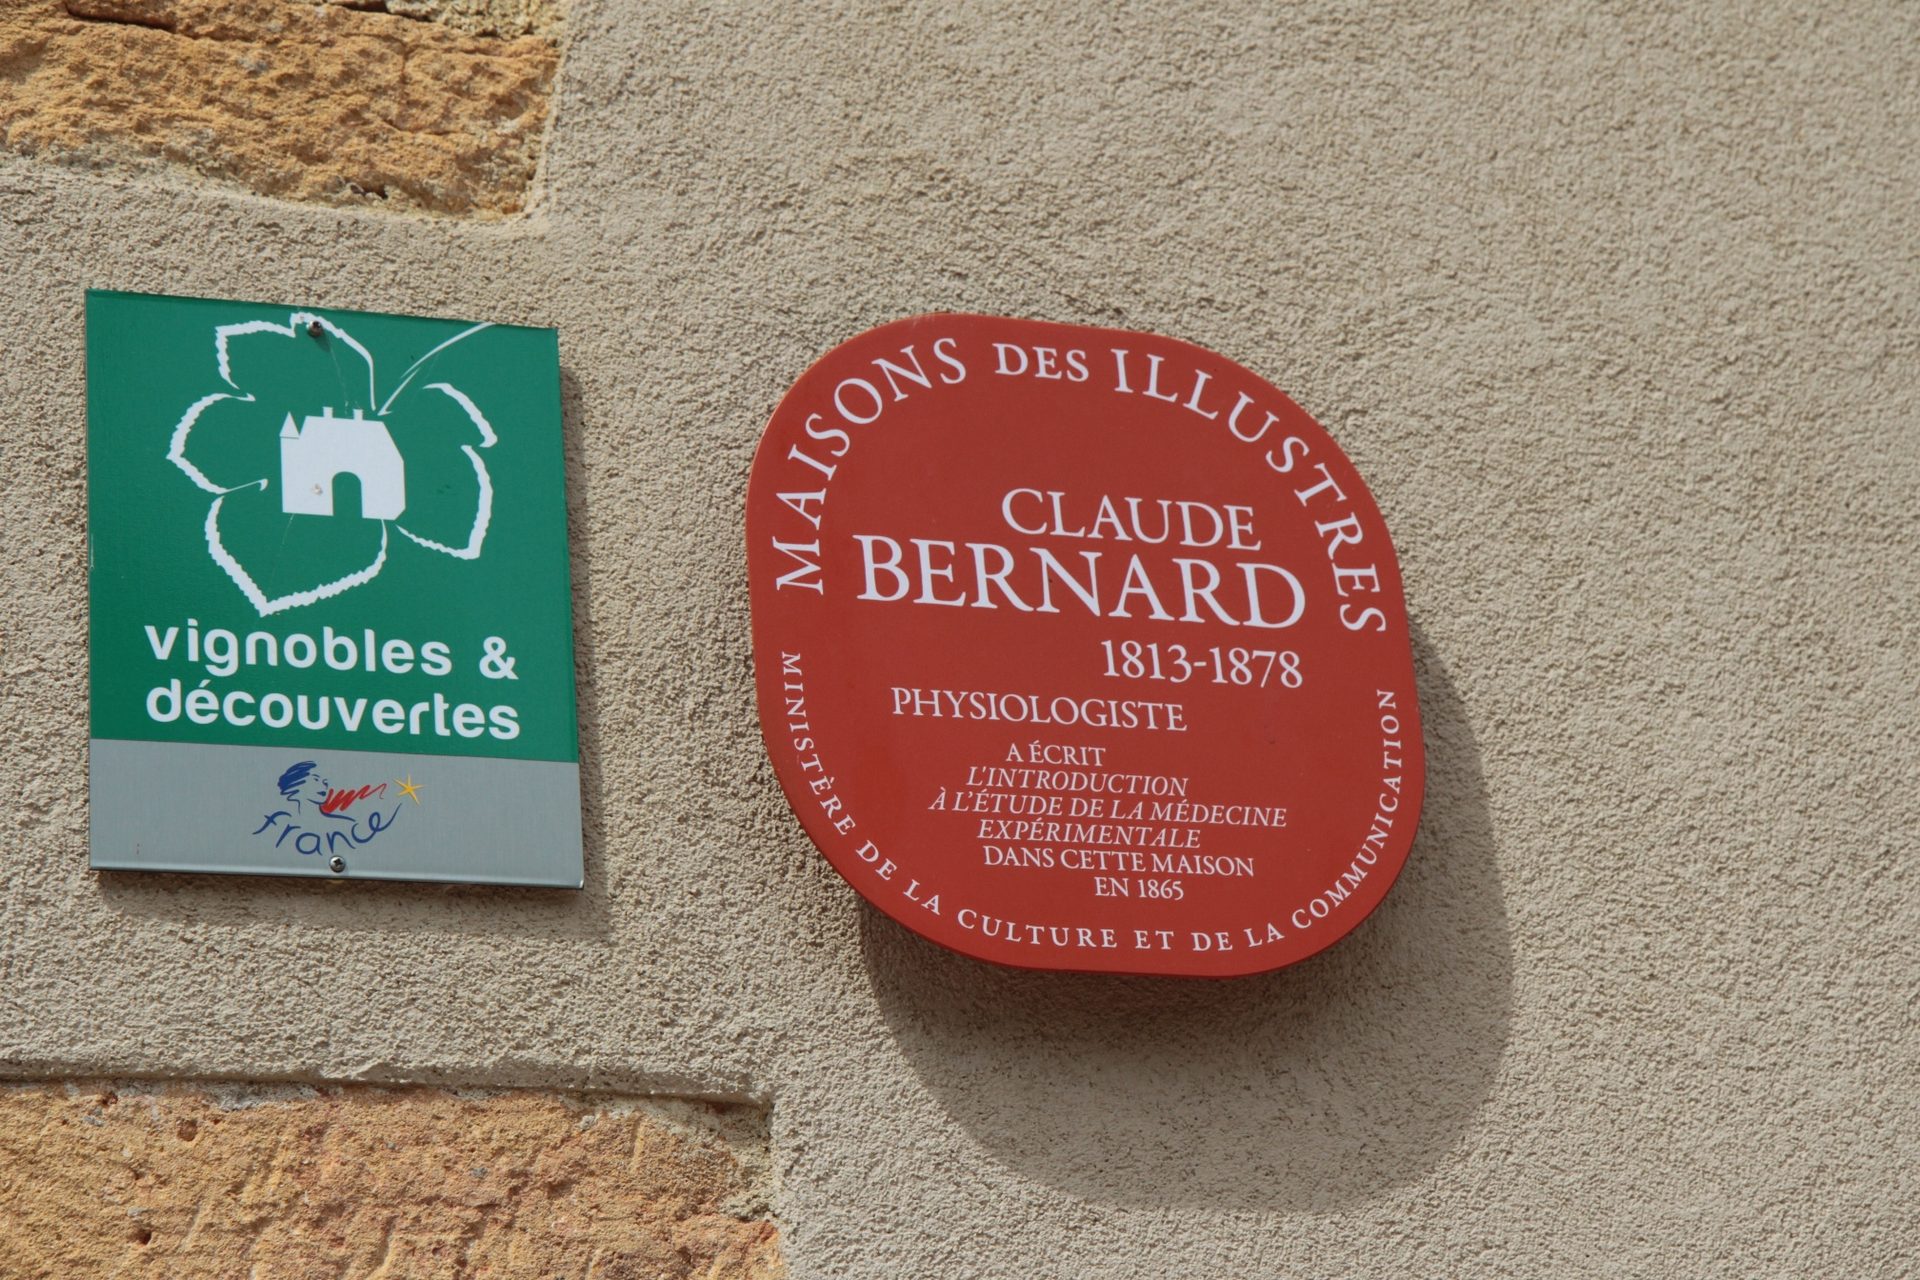 vignobles &
découvertes
france
MAISONS DES ILLUSTRES
CLAUDE
BERNARD
1813-1878
PHYSIOLOGISTE
A ÉCRIT
L'INTRODUCTION
À L'ÉTUDE DE LA MÉDECINE
EXPÉRIMENTALE
DANS CETTE MAISON
EN 1865
MINISTÈRE DE LA CULTURE ET DE LA COMMUNICATION